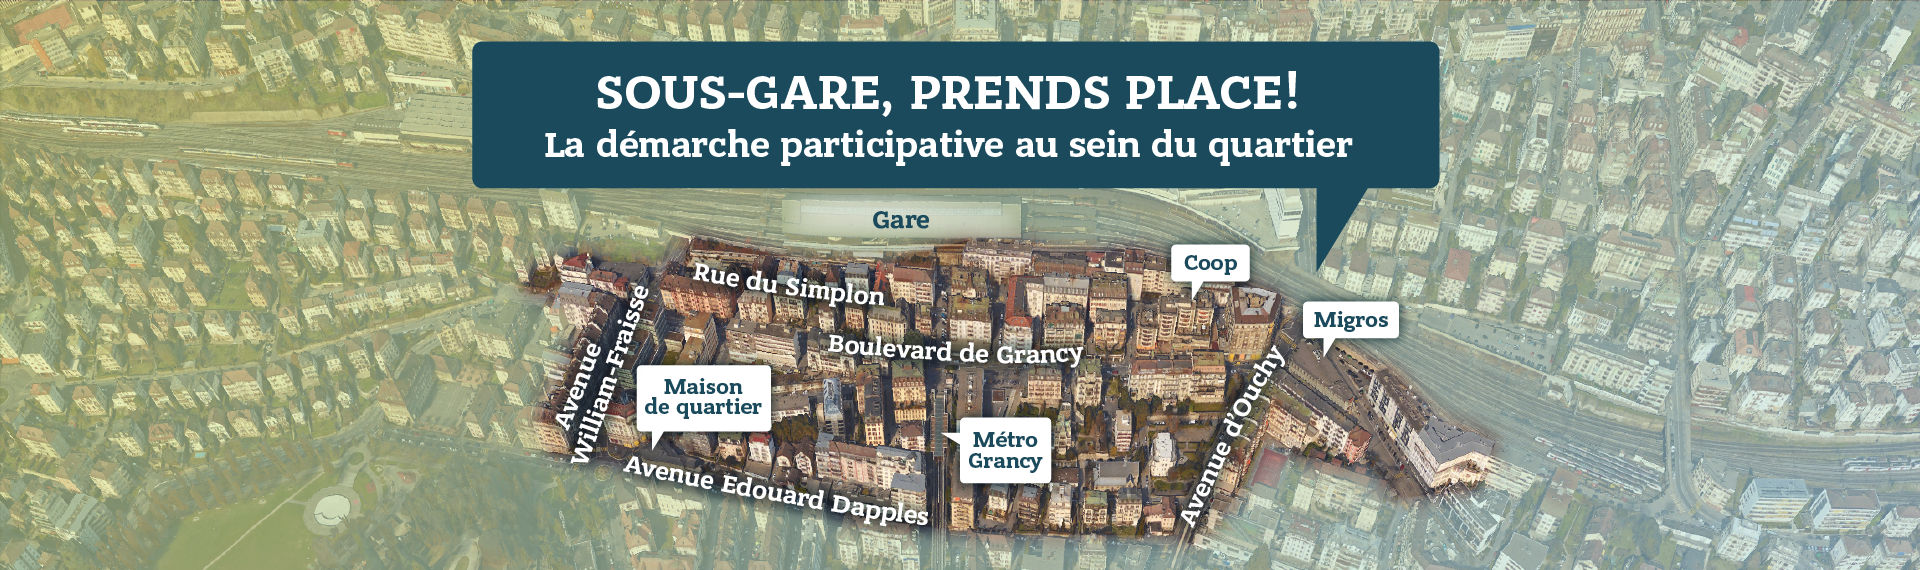 SOUS-GARE, PRENDS PLACE!
La démarche participative au sein du quartier
Gare
Coop
Rue du Simplon
Migros
Boulevard de Grancy
Avenue
William-Fraisse
Maison
de quartier
Métro
Grancy
Avenue d'Ouchy
Avenue Edouard Dapples